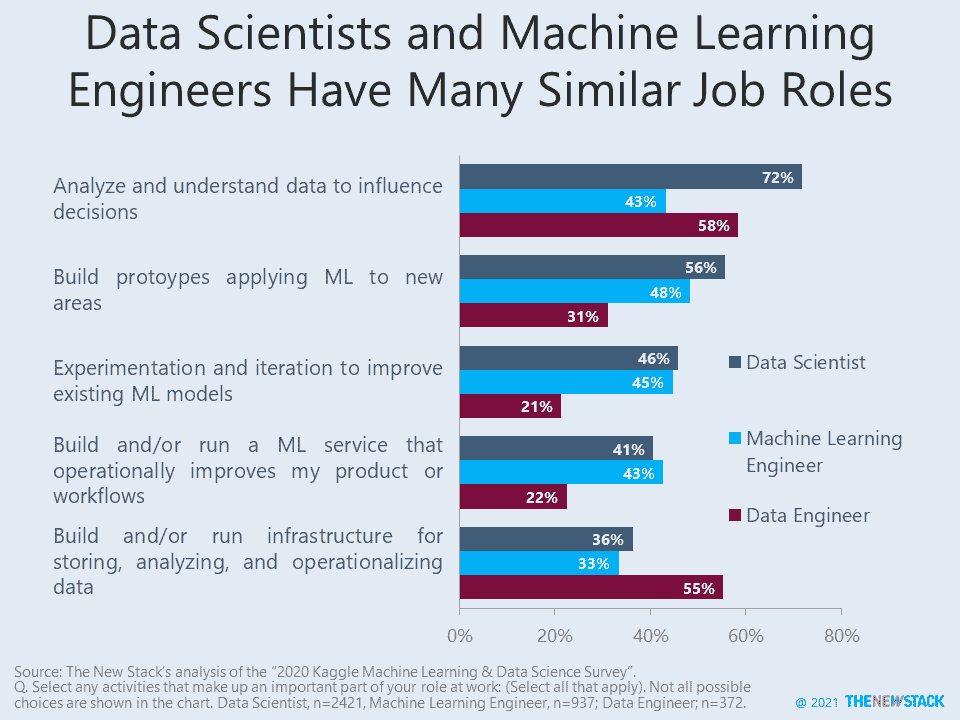 Data Scientists and Machine Learning
Engineers Have Many Similar Job Roles
Analyze and understand data to influence
decisions
72%
43%
58%
Build protoypes applying ML to new
areas
56%
48%
31%
Experimentation and iteration to improve
existing ML models
46%
45%
21%
Build and/or run a ML service that
operationally improves my product or
workflows
41%
43%
22%
Build and/or run infrastructure for
storing, analyzing, and operationalizing
data
36%
33%
55%
Data Scientist
Machine Learning
Engineer
Data Engineer
0% 20% 40% 60% 80%
Source: The New Stack’s analysis of the “2020 Kaggle Machine Learning & Data Science Survey”.
Q. Select any activities that make up an important part of your role at work: (Select all that apply). Not all possible
choices are shown in the chart. Data Scientist, n=2421, Machine Learning Engineer, n=937; Data Engineer; n=372.
@ 2021 THENEWSTACK